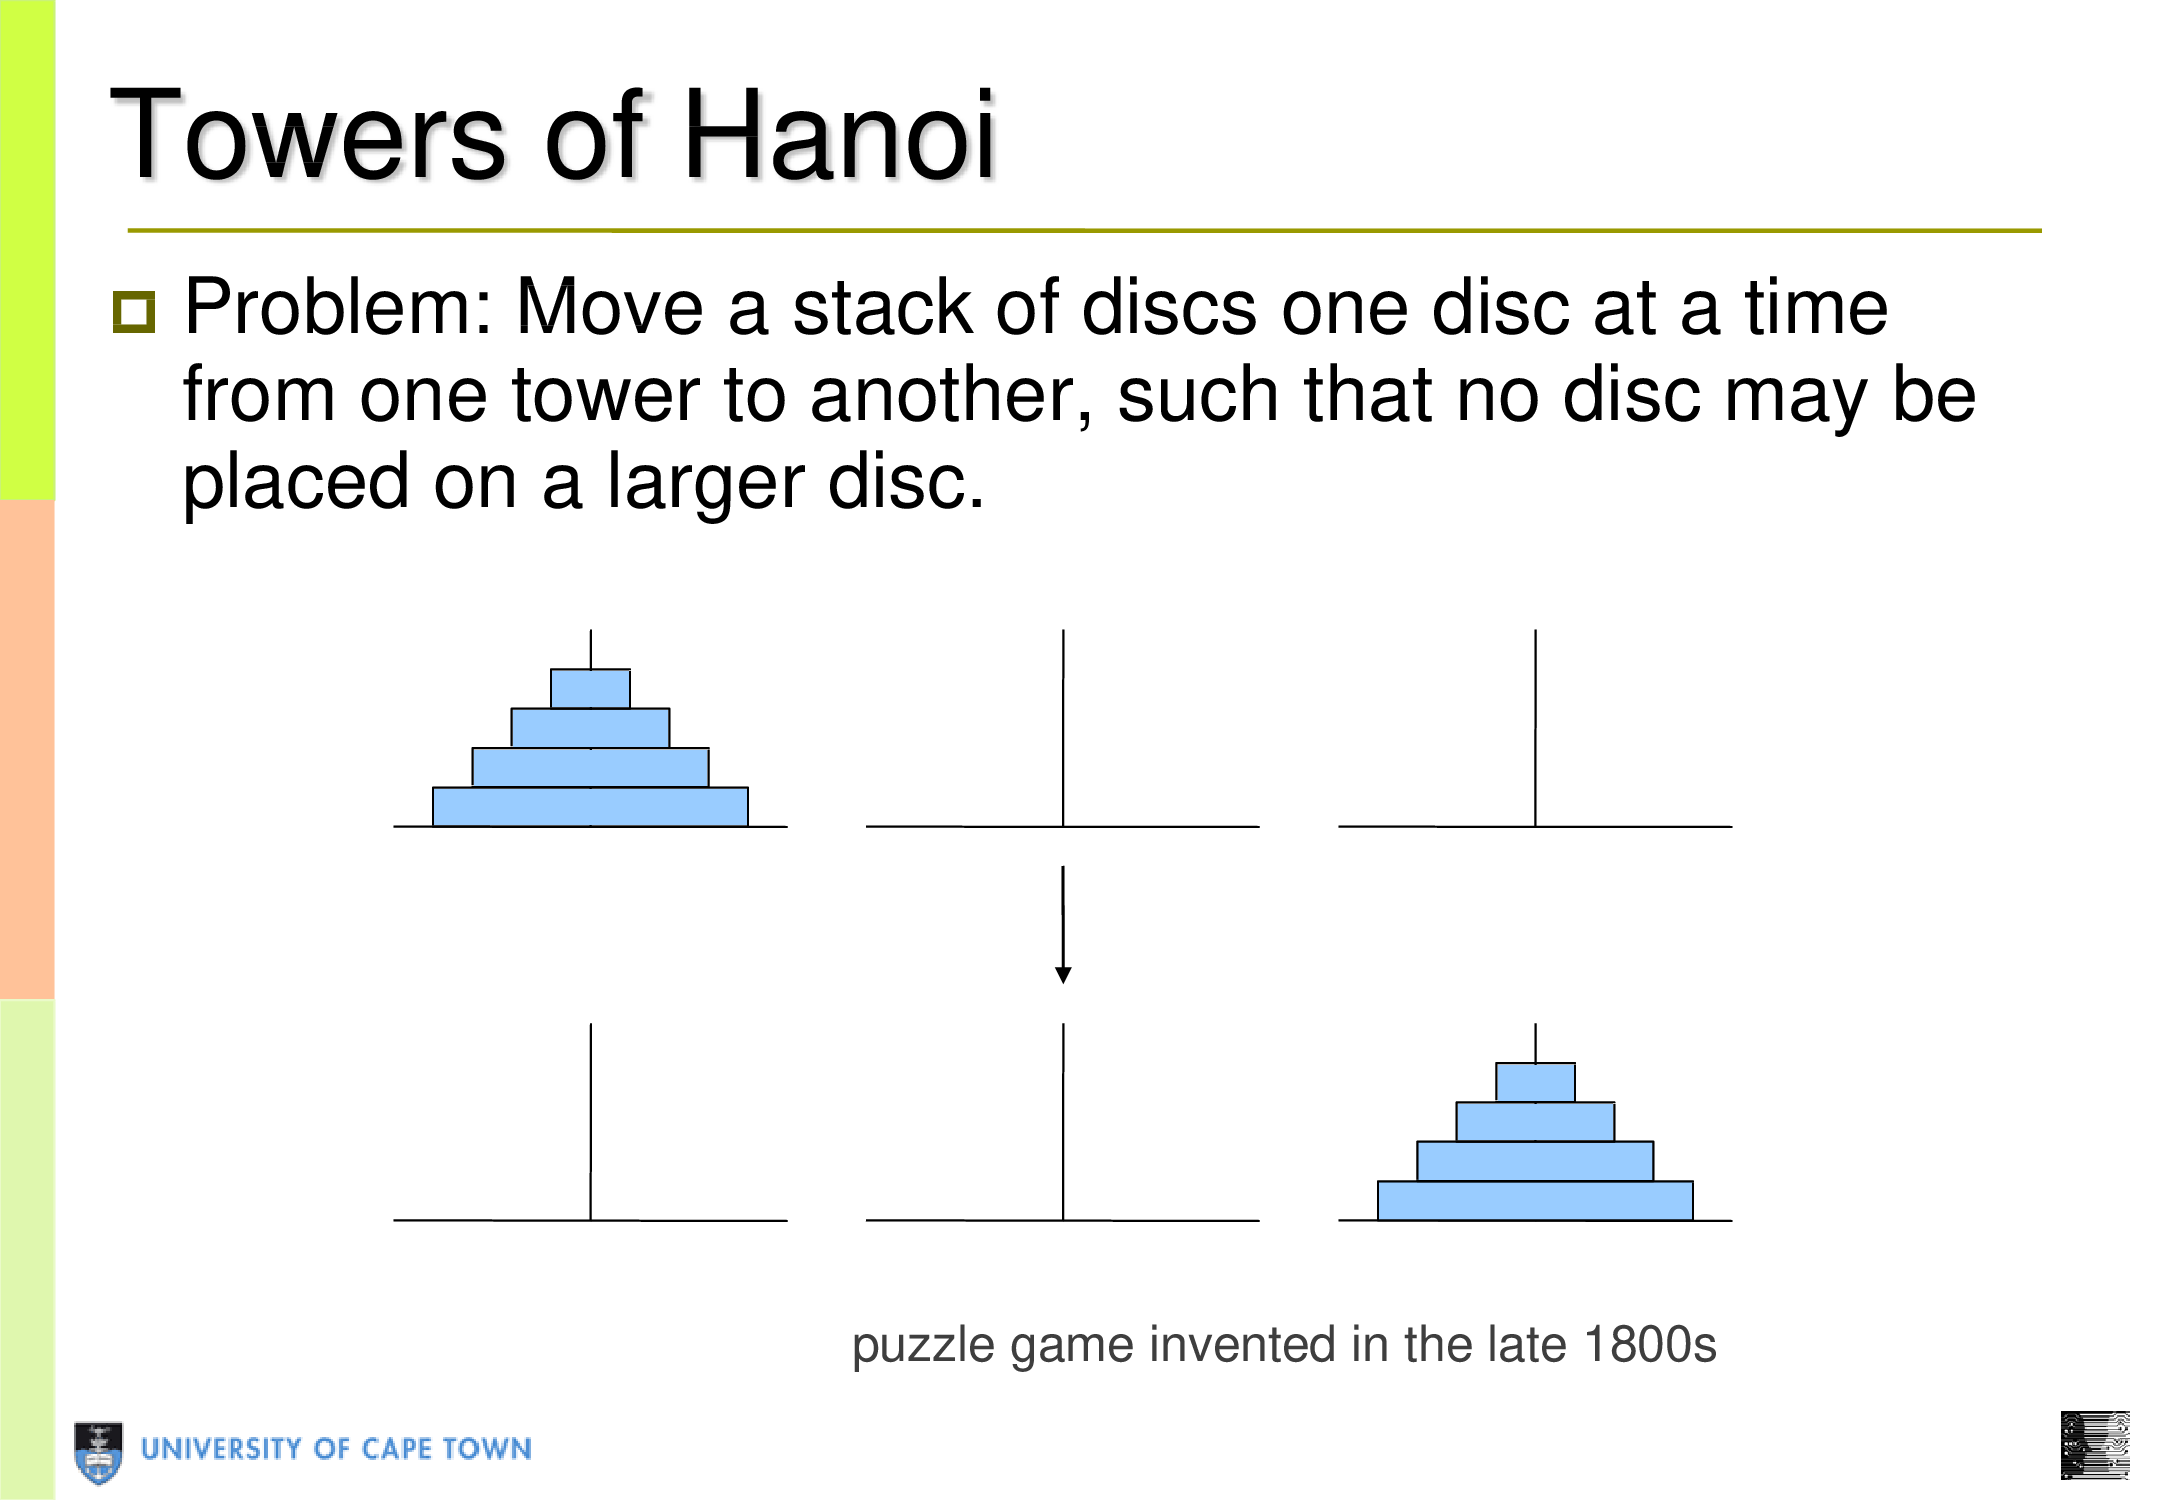 Towers of Hanoi
Problem: Move a stack of discs one disc at a time
from one tower to another, such that no disc may be
placed on a larger disc.
puzzle game invented in the late 1800s
UNIVERSITY OF CAPE TOWN